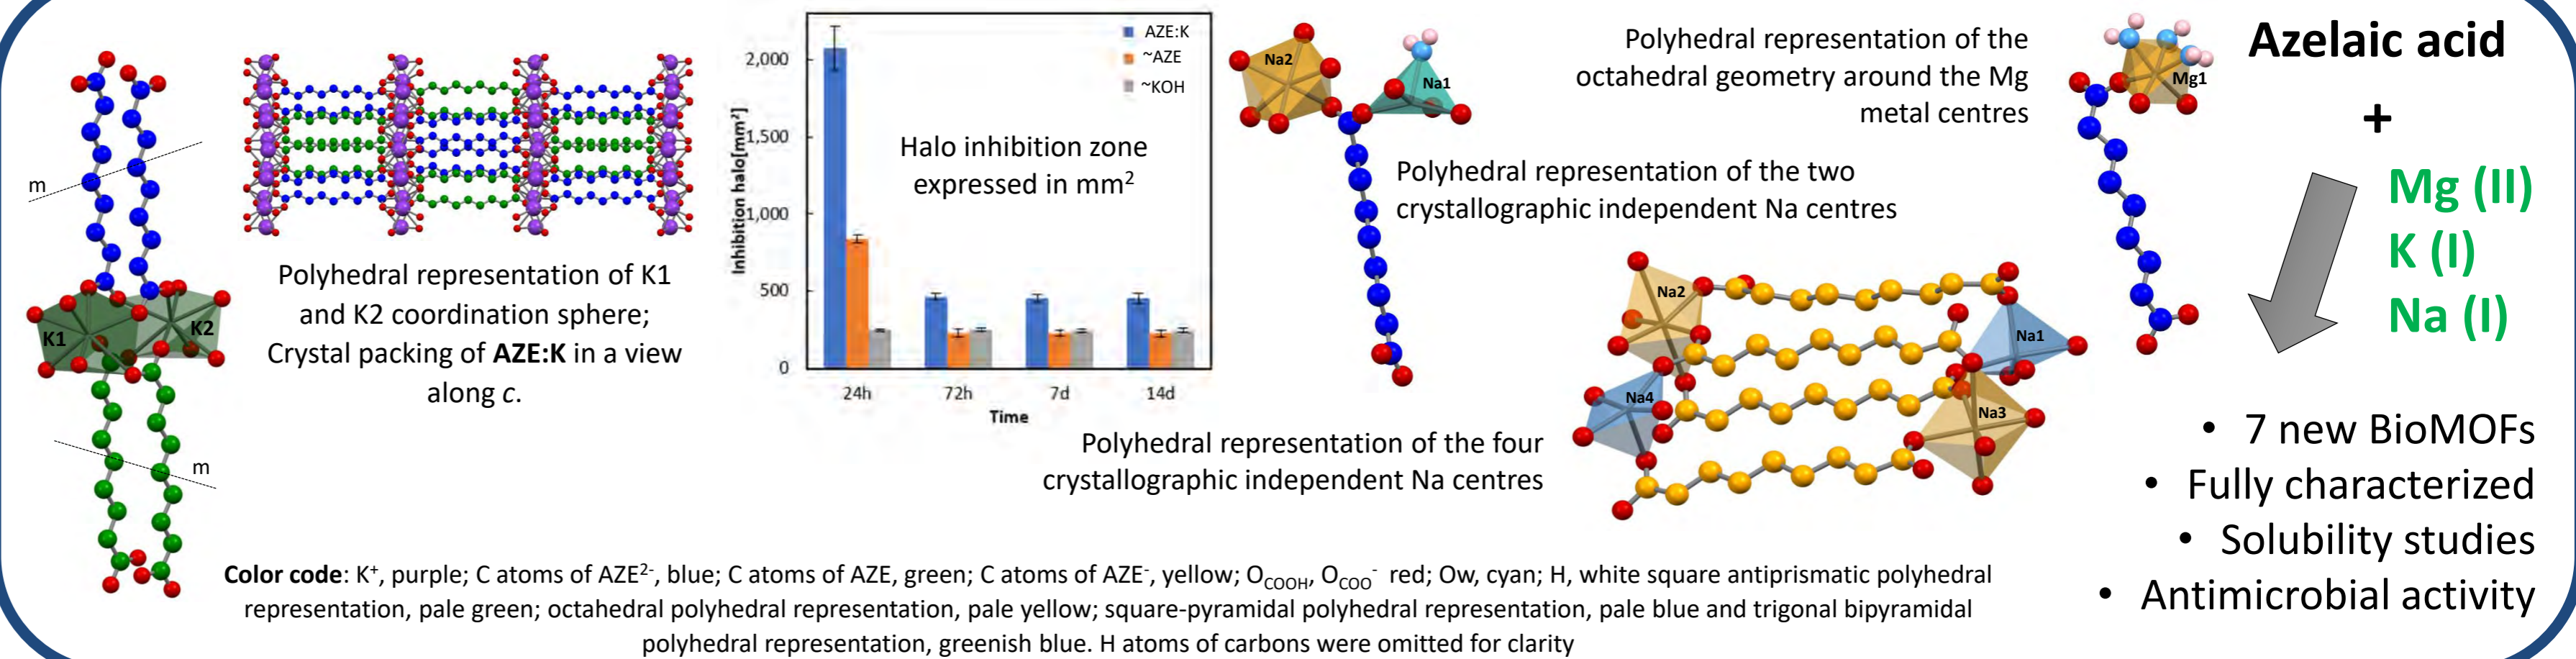 m
K1
K2
m
Polyhedral representation of K1
and K2 coordination sphere;
Crystal packing of AZE:K in a view
along c.
Inhibition halo[mm²]
2,000
1,500
1,000
500
0
AZE:K
~AZE
~KOH
Halo inhibition zone
expressed in mm²
24h
72h
7d
14d
Time
Na2
Na1
Polyhedral representation of the
octahedral geometry around the Mg
metal centres
Polyhedral representation of the two
crystallographic independent Na centres
Mg1
Na2
Na1
Na4
Na3
Polyhedral representation of the four
crystallographic independent Na centres
Azelaic acid
+
Mg (II)
K (I)
Na (I)
• 7 new BioMOFs
• Fully characterized
• Solubility studies
• Antimicrobial activity
Color code: K⁺, purple; C atoms of AZE²⁻, blue; C atoms of AZE, green; C atoms of AZE⁻, yellow; O_COOH, O_COO⁻ red; Ow, cyan; H, white square antiprismatic polyhedral
representation, pale green; octahedral polyhedral representation, pale yellow; square-pyramidal polyhedral representation, pale blue and trigonal bipyramidal
polyhedral representation, greenish blue. H atoms of carbons were omitted for clarity